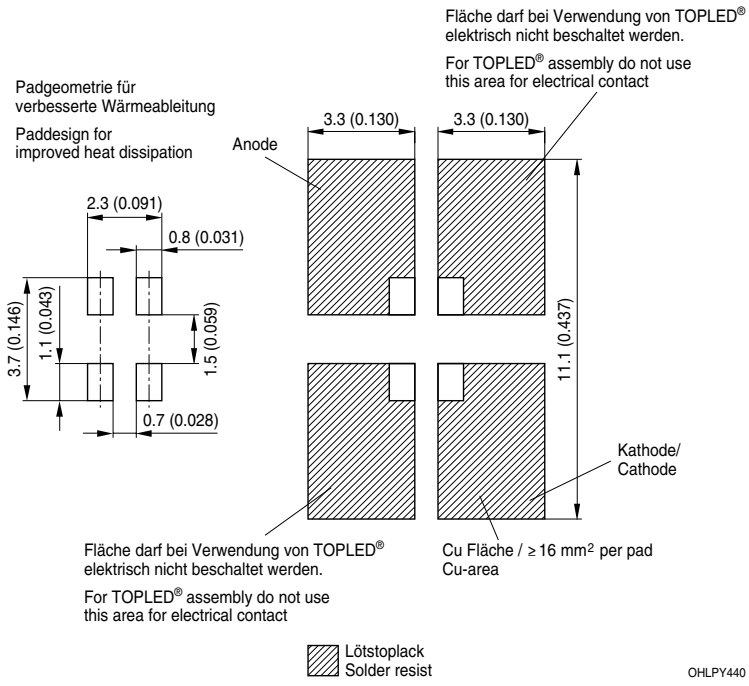 Fläche darf bei Verwendung von TOPLED®
elektrisch nicht beschaltet werden.
For TOPLED® assembly do not use
this area for electrical contact
Padgeometrie für
verbesserte Wärmeableitung
Paddesign for
improved heat dissipation
Anode
3.3 (0.130)
3.3 (0.130)
2.3 (0.091)
0.8 (0.031)
3.7 (0.146)
1.1 (0.043)
1.5 (0.059)
0.7 (0.028)
11.1 (0.437)
Kathode/
Cathode
Fläche darf bei Verwendung von TOPLED®
elektrisch nicht beschaltet werden.
For TOPLED® assembly do not use
this area for electrical contact
Cu Fläche / ≥ 16 mm² per pad
Cu-area
Lötstoplack
Solder resist
OHLPY440